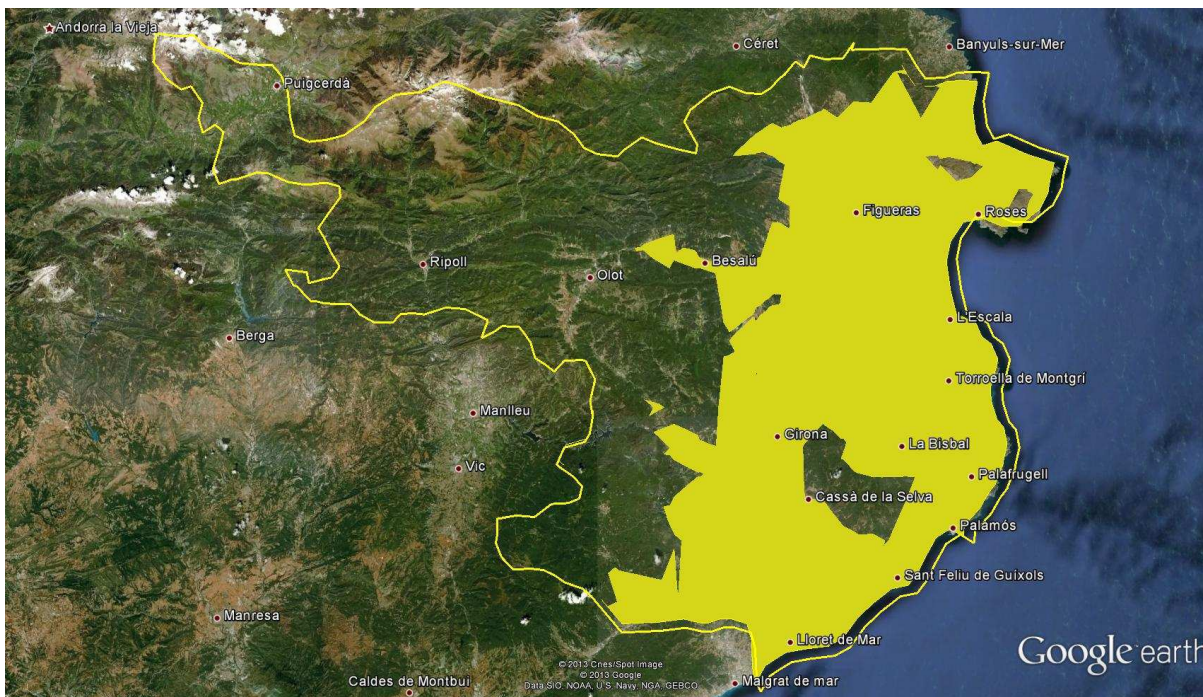 Andorra la Vieja
Céret
Banyuls-sur-Mer
Puigcerdà
Figueras
Roses
Ripoll
Besalú
Olot
L'Escala
Berga
Torroella de Montgrí
Manlleu
Girona
La Bisbal
Vic
Palafrugell
Cassà de la Selva
Palamós
Sant Feliu de Guíxols
Manresa
Lloret de Mar
Google earth
© 2013 Cnes/Spot Image
© 2013 Google
Data SIO, NOAA, U.S. Navy, NGA, GEBCO
Caldes de Montbui
Malgrat de mar